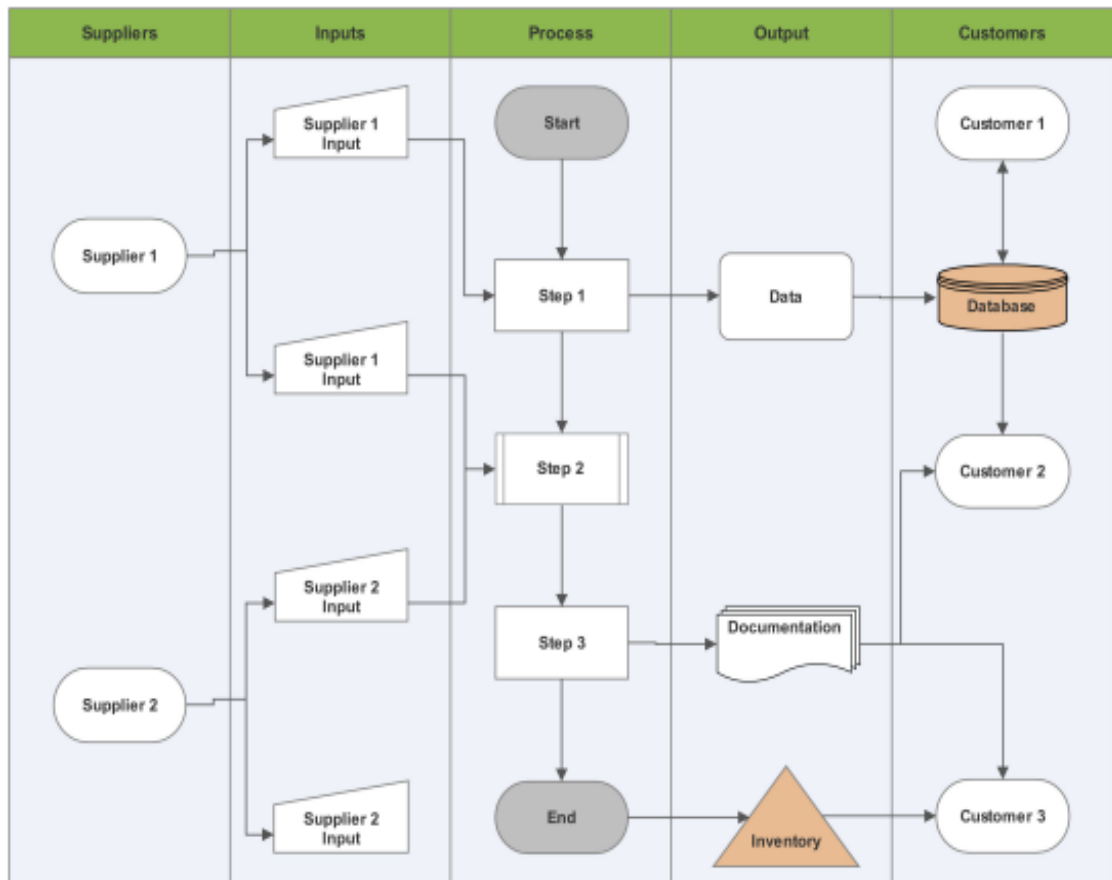 Suppliers
Inputs
Process
Output
Customers
Supplier 1
Input
Start
Customer 1
Supplier 1
Step 1
Data
Database
Supplier 1
Input
Step 2
Customer 2
Supplier 2
Input
Step 3
Documentation
Supplier 2
Supplier 2
Input
End
Inventory
Customer 3